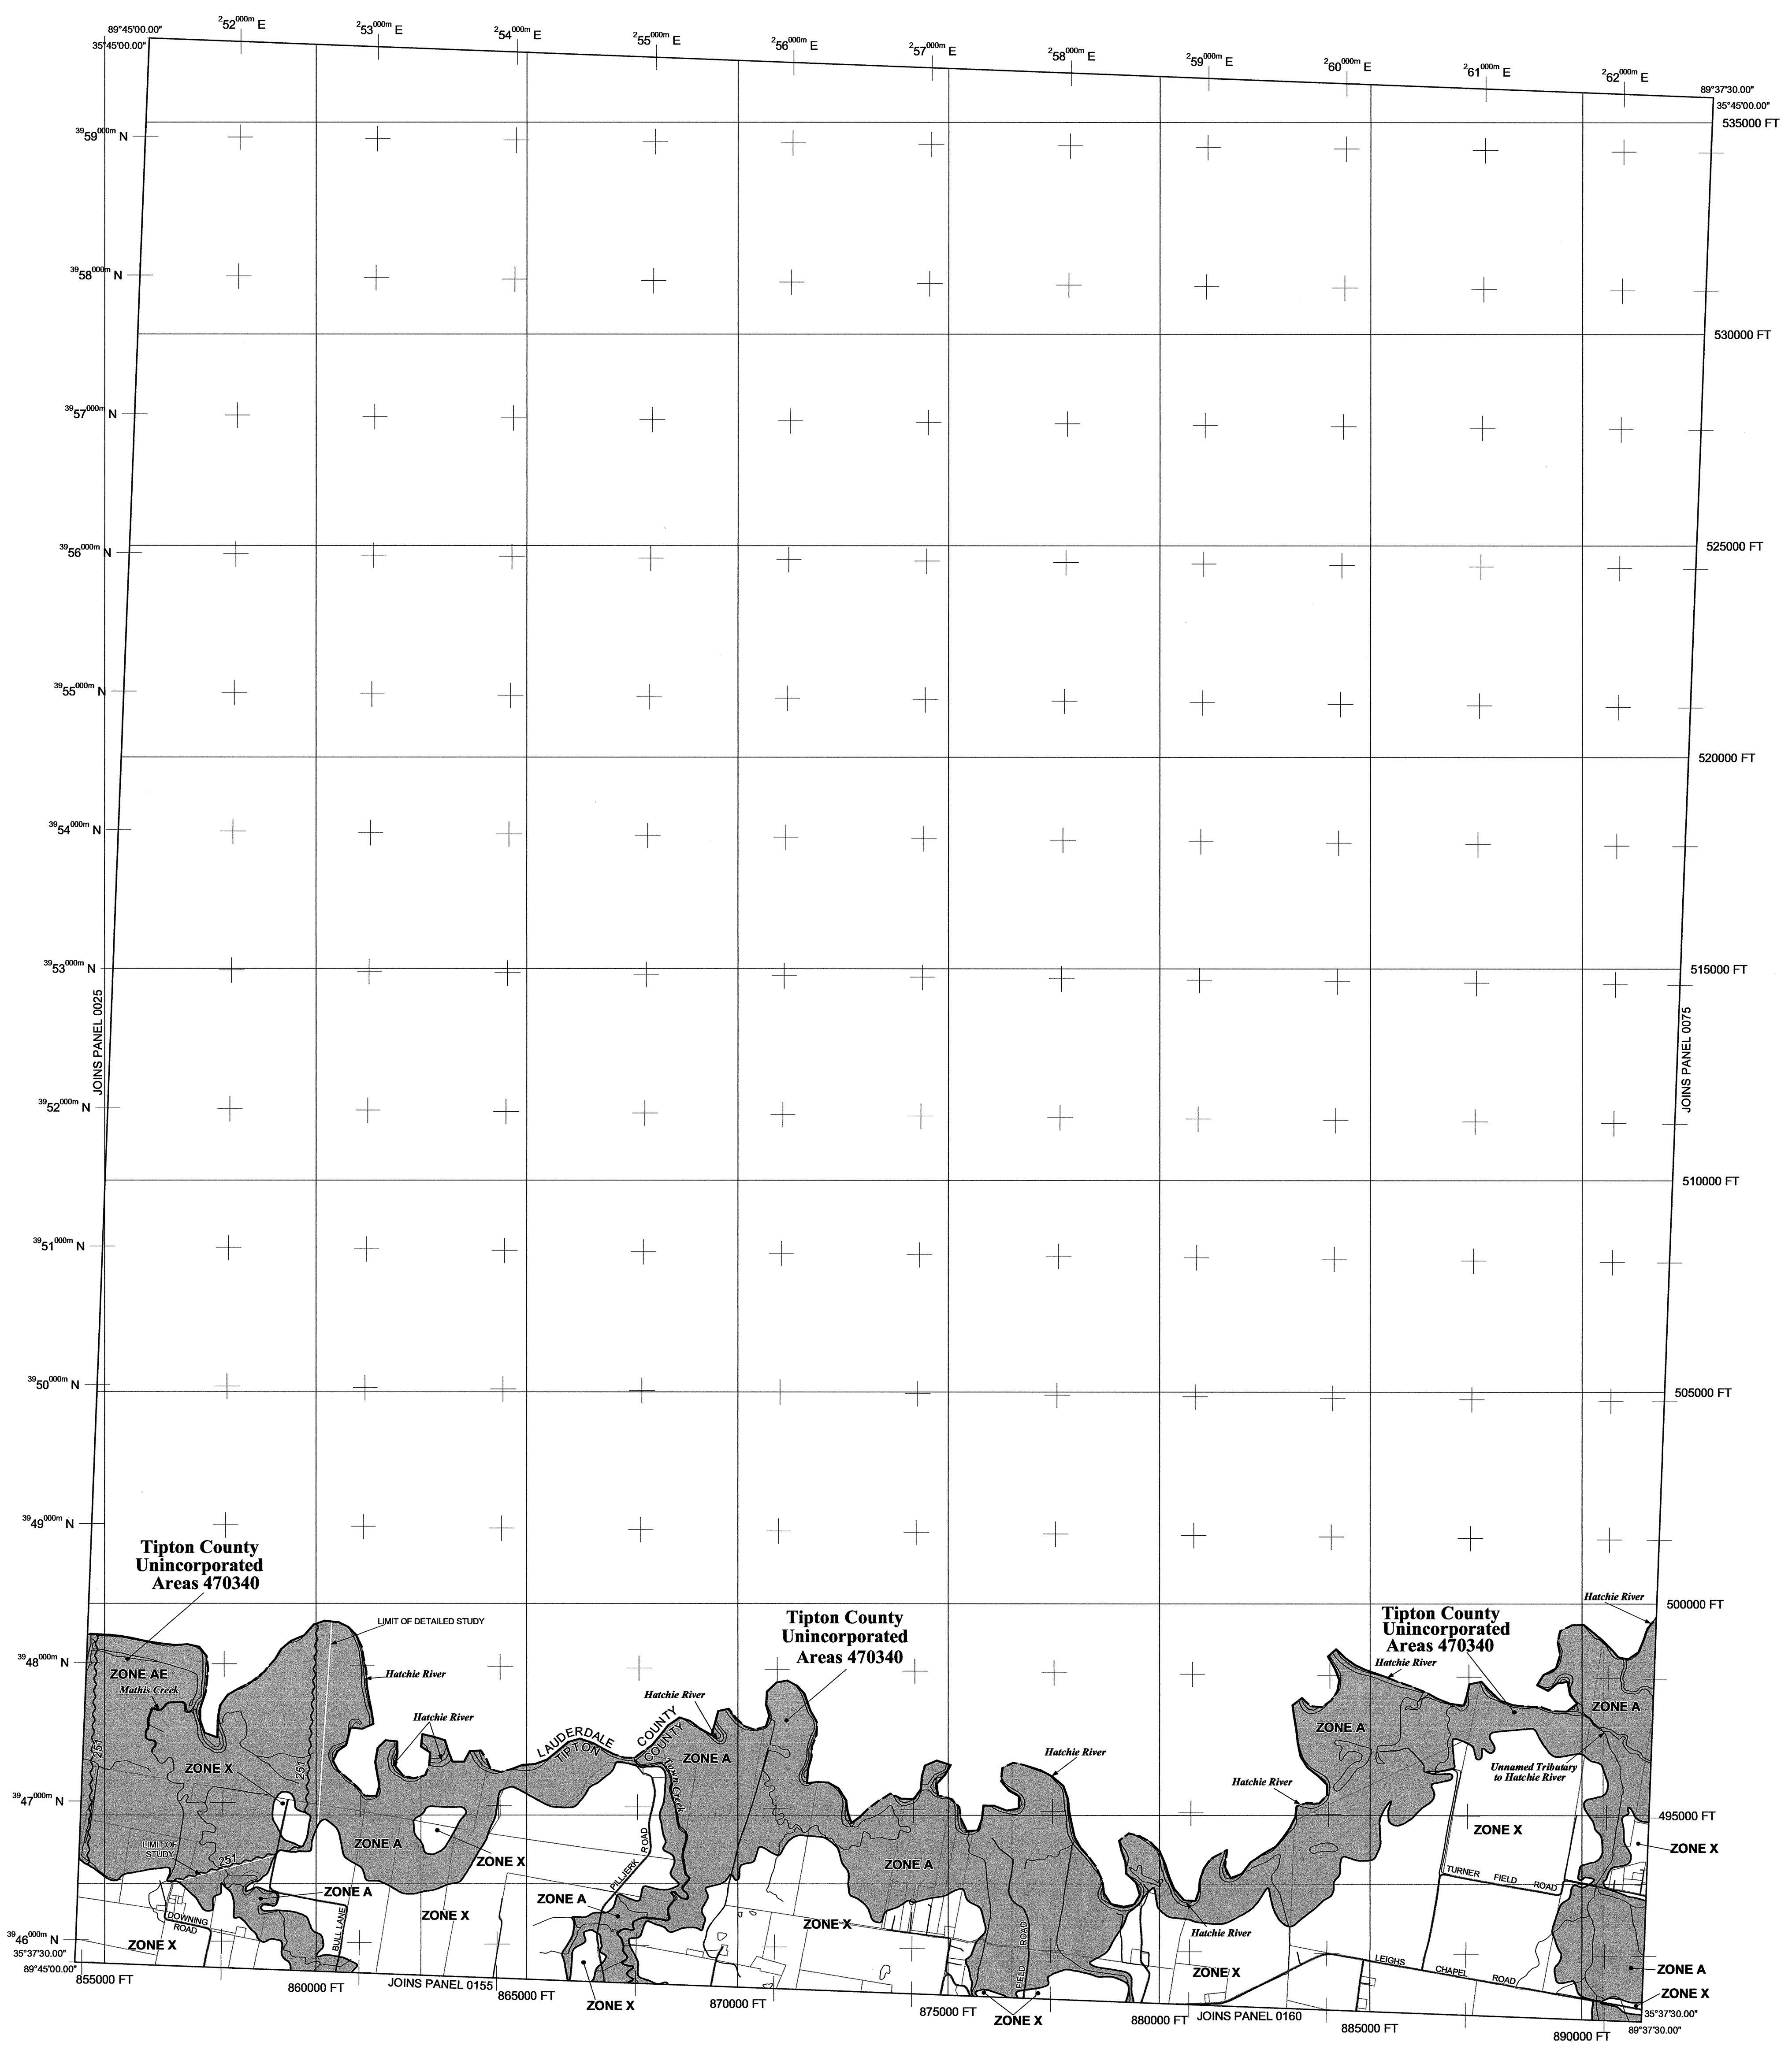 89°45'00.00"
35°45'00.00"
²52⁰⁰⁰ᵐ E
²53⁰⁰⁰ᵐ E
²54⁰⁰⁰ᵐ E
²55⁰⁰⁰ᵐ E
²56⁰⁰⁰ᵐ E
²57⁰⁰⁰ᵐ E
²58⁰⁰⁰ᵐ E
²59⁰⁰⁰ᵐ E
²60⁰⁰⁰ᵐ E
²61⁰⁰⁰ᵐ E
²62⁰⁰⁰ᵐ E
89°37'30.00"
35°45'00.00"
535000 FT
³⁹59⁰⁰⁰ᵐ N
³⁹58⁰⁰⁰ᵐ N
530000 FT
³⁹57⁰⁰⁰ᵐ N
³⁹56⁰⁰⁰ᵐ N
525000 FT
³⁹55⁰⁰⁰ᵐ N
520000 FT
³⁹54⁰⁰⁰ᵐ N
³⁹53⁰⁰⁰ᵐ N
515000 FT
JOINS PANEL 0025
JOINS PANEL 0075
³⁹52⁰⁰⁰ᵐ N
510000 FT
³⁹51⁰⁰⁰ᵐ N
³⁹50⁰⁰⁰ᵐ N
505000 FT
³⁹49⁰⁰⁰ᵐ N
Tipton County
Unincorporated
Areas 470340
500000 FT
Hatchie River
LIMIT OF DETAILED STUDY
Tipton County
Unincorporated
Areas 470340
Tipton County
Unincorporated
Areas 470340
³⁹48⁰⁰⁰ᵐ N
ZONE AE
Mathis Creek
Hatchie River
Hatchie River
Hatchie River
Hatchie River
ZONE A
ZONE A
LAUDERDALE COUNTY
TIPTON COUNTY
251
251
ZONE X
ZONE A
Town Creek
Hatchie River
Hatchie River
Unnamed Tributary
to Hatchie River
³⁹47⁰⁰⁰ᵐ N
495000 FT
ZONE X
ZONE X
LIMIT OF
STUDY
251
ZONE A
ZONE X
PILLJERK ROAD
ZONE A
TURNER FIELD ROAD
ZONE A
ZONE A
ZONE X
ZONE X
DOWNING
ROAD
BULL LANE
FIELD ROAD
Hatchie River
³⁹46⁰⁰⁰ᵐ N
ZONE X
35°37'30.00"
89°45'00.00"
LEIGHS CHAPEL ROAD
ZONE X
ZONE A
ZONE X
855000 FT
860000 FT
JOINS PANEL 0155
865000 FT
ZONE X
870000 FT
875000 FT
ZONE X
880000 FT
JOINS PANEL 0160
885000 FT
890000 FT
35°37'30.00"
89°37'30.00"